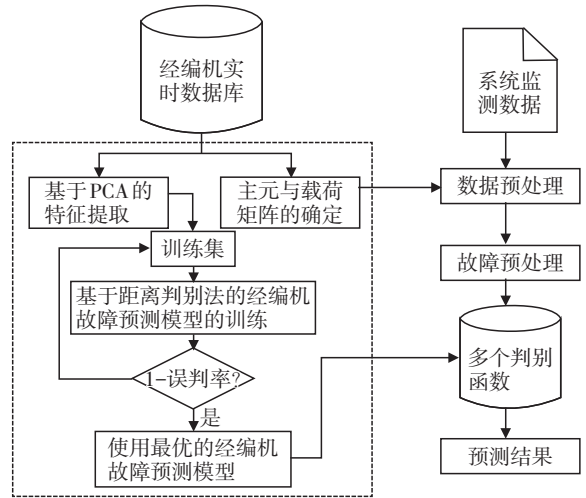 经编机实
时数据库
系统监
测数据
基于PCA的
特征提取
主元与载荷
矩阵的确定
数据预处理
训练集
故障预处理
基于距离判别法的经编机
故障预测模型的训练
1-误判率?
多个判别
函数
是
使用最优的经编机
故障预测模型
预测结果